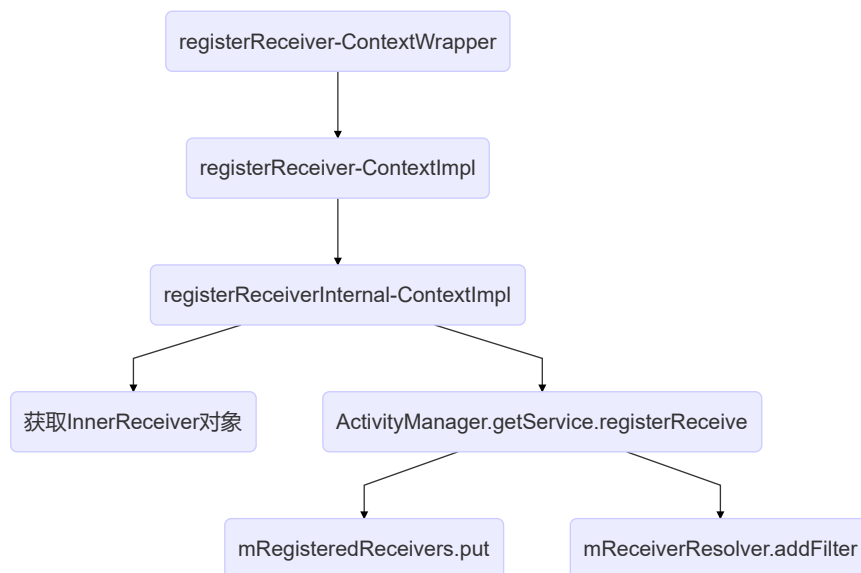 registerReceiver-ContextWrapper
registerReceiver-ContextImpl
registerReceiverInternal-ContextImpl
获取InnerReceiver对象
ActivityManager.getService.registerReceive
mRegisteredReceivers.put
mReceiverResolver.addFilter